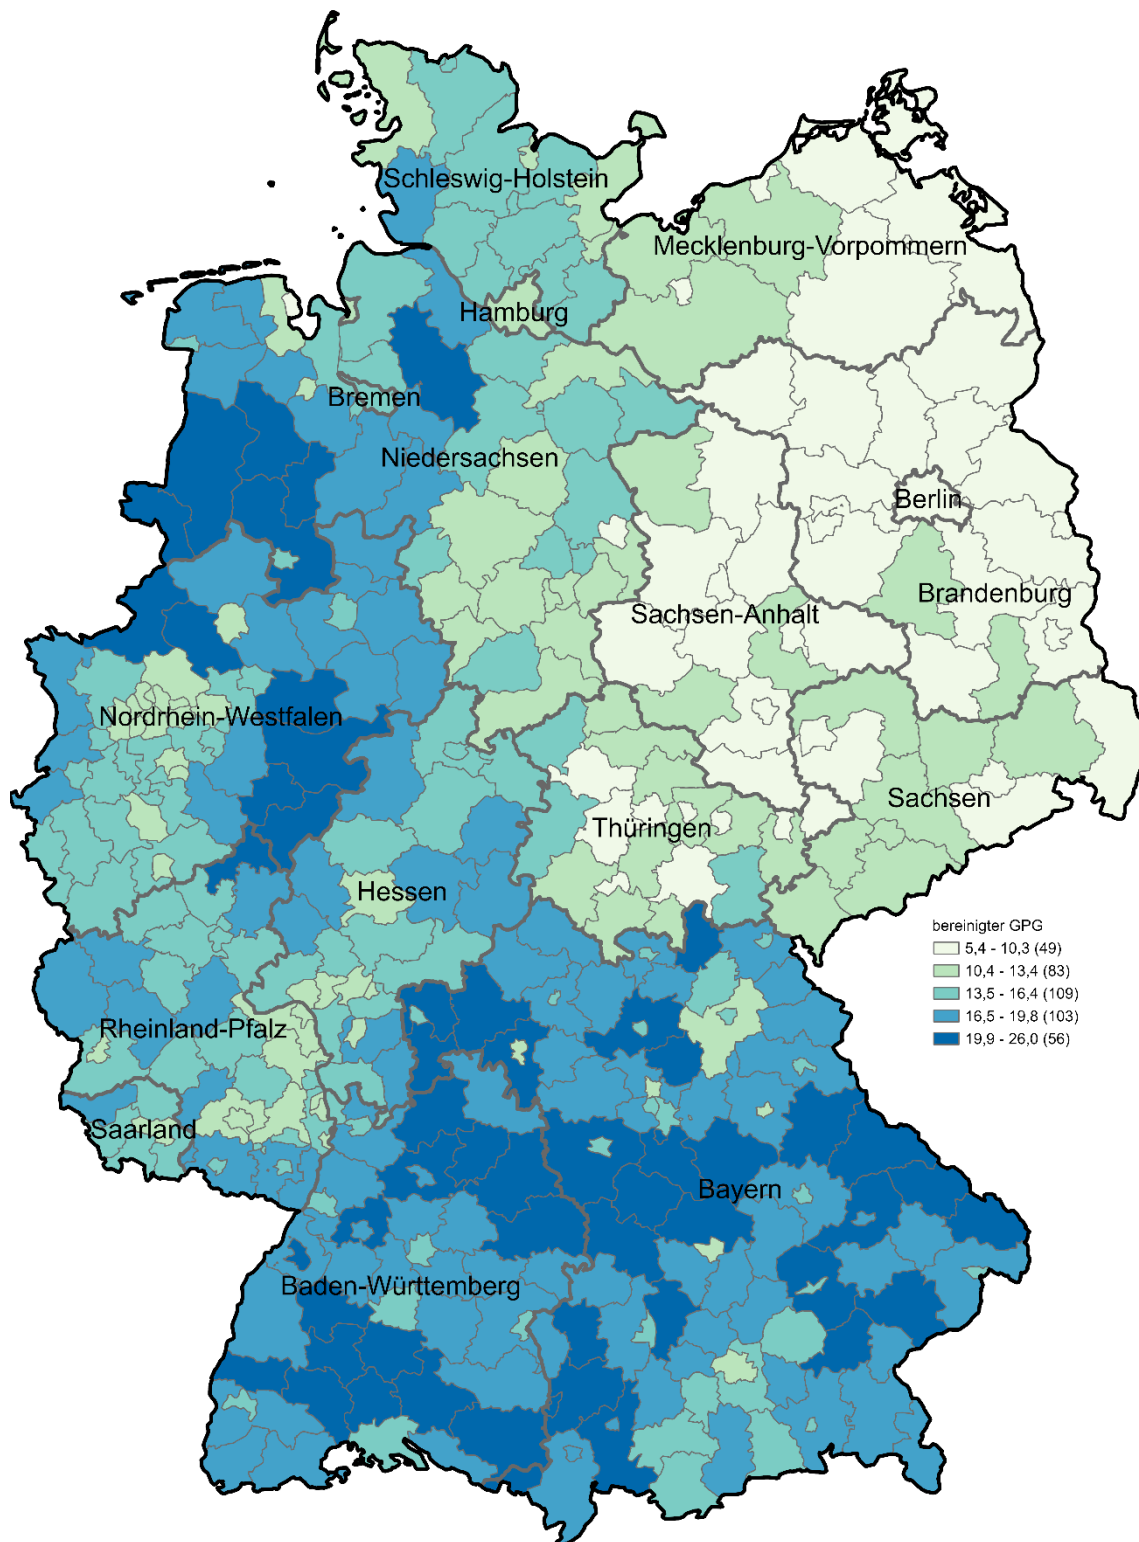 Schleswig-Holstein
Mecklenburg-Vorpommern
Hamburg
Bremen
Niedersachsen
Berlin
Brandenburg
Sachsen-Anhalt
Nordrhein-Westfalen
Sachsen
Thüringen
Hessen
bereinigter GPG
5,4 - 10,3 (49)
10,4 - 13,4 (83)
13,5 - 16,4 (109)
16,5 - 19,8 (103)
19,9 - 26,0 (56)
Rheinland-Pfalz
Saarland
Bayern
Baden-Württemberg